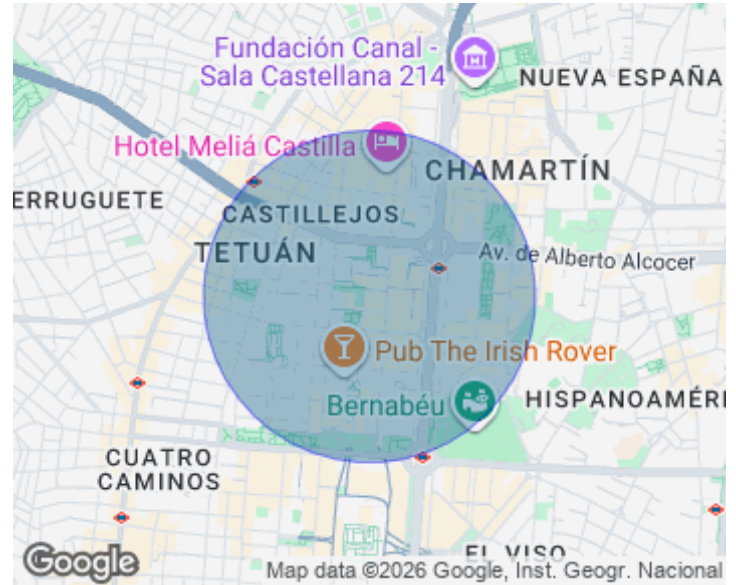 Fundación Canal -
Sala Castellana 214
NUEVA ESPAÑA
Hotel Meliá Castilla
CHAMARTÍN
ERRUGUETE
CASTILLEJOS
TETUÁN
Av. de Alberto Alcocer
Pub The Irish Rover
Bernabéu
HISPANOAMÉRI
CUATRO
CAMINOS
EL VISO
Google
Map data ©2026 Google, Inst. Geogr. Nacional